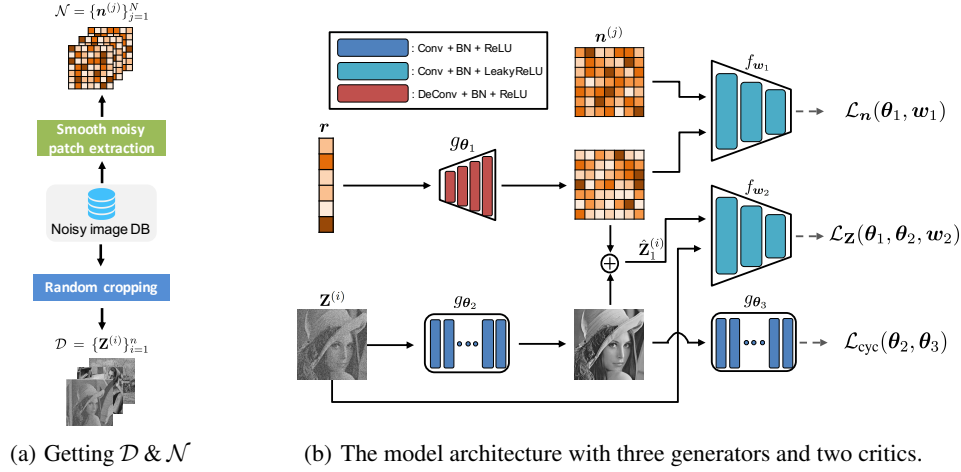 𝒩 = {𝒏^(j)}_{j=1}^N
Smooth noisy
patch extraction
Noisy image DB
Random cropping
𝒟 = {𝐙^(i)}_{i=1}^n
(a) Getting 𝒟 & 𝒩
: Conv + BN + ReLU
: Conv + BN + LeakyReLU
: DeConv + BN + ReLU
𝒏^(j)
f_{𝒘_1}
ℒ_𝒏(𝜽_1, 𝒘_1)
𝒓
g_{𝜽_1}
f_{𝒘_2}
Ẑ_1^(i)
ℒ_𝐙(𝜽_1, 𝜽_2, 𝒘_2)
𝐙^(i)
g_{𝜽_2}
g_{𝜽_3}
ℒ_cyc(𝜽_2, 𝜽_3)
(b) The model architecture with three generators and two critics.